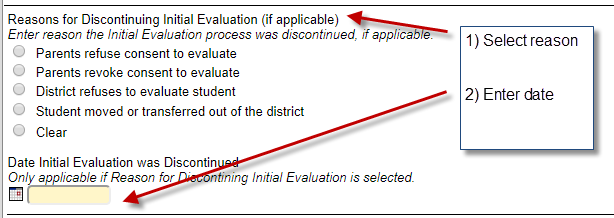 Reasons for Discontinuing Initial Evaluation (if applicable)
Enter reason the Initial Evaluation process was discontinued, if applicable.
Parents refuse consent to evaluate
Parents revoke consent to evaluate
District refuses to evaluate student
Student moved or transferred out of the district
Clear
Date Initial Evaluation was Discontinued
Only applicable if Reason for Discontining Initial Evaluation is selected.
1) Select reason
2) Enter date